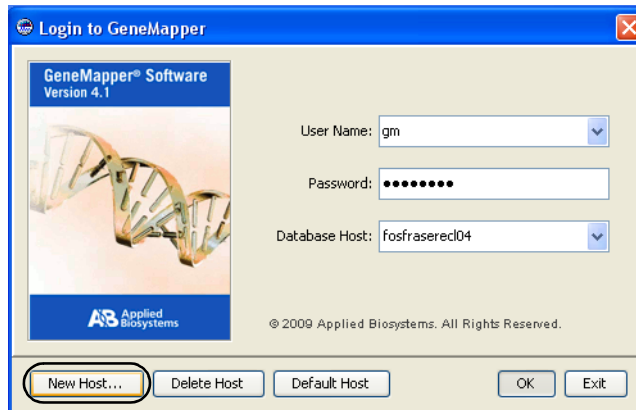 Login to GeneMapper
GeneMapper® Software
Version 4.1
User Name: gm
Password: ●●●●●●●●
Database Host: fosfraserecl04
AB Applied
Biosystems
© 2009 Applied Biosystems. All Rights Reserved.
New Host... Delete Host Default Host OK Exit